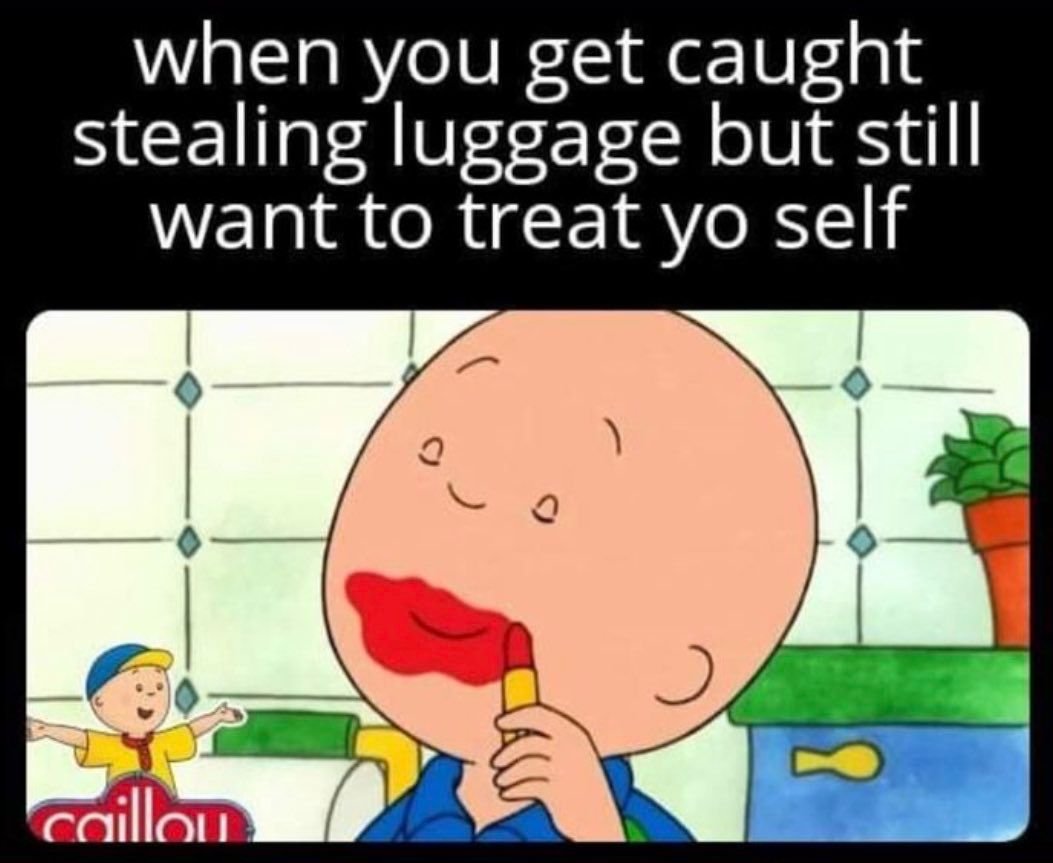 when you get caught
stealing luggage but still
want to treat yo self
caillou